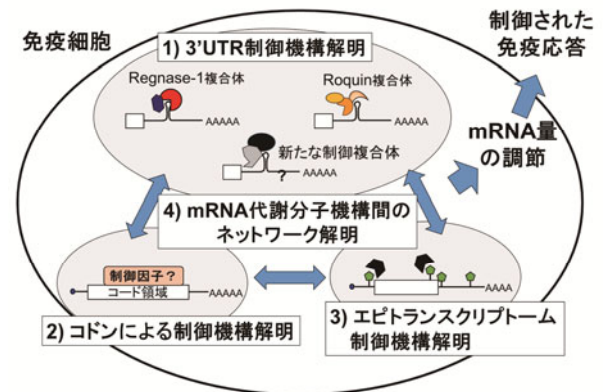 免疫細胞
制御された
免疫応答
1) 3’UTR制御機構解明
Regnase-1複合体
Roquin複合体
AAAAA
AAAAA
新たな制御複合体
?
AAAAA
mRNA量
の調節
4) mRNA代謝分子機構間の
ネットワーク解明
制御因子？
コード領域
AAAAA
AAAA
2) コドンによる制御機構解明
3) エピトランスクリプトーム
制御機構解明